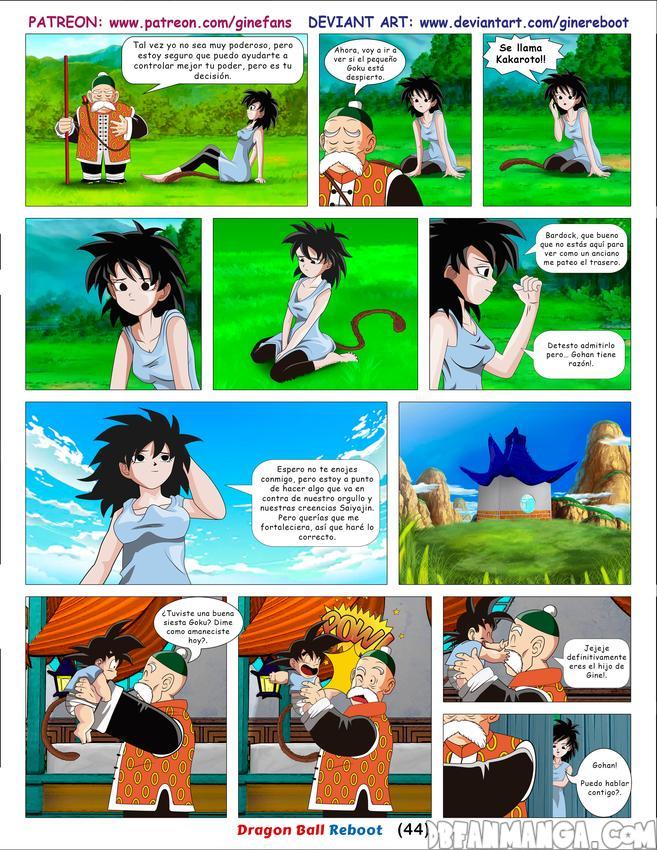 PATREON: www.patreon.com/ginefans DEVIANT ART: www.deviantart.com/ginereboot
Tal vez yo no sea muy poderoso, pero
estoy seguro que puedo ayudarte a
controlar mejor tu poder, pero es tu
decisión.
Ahora, voy a ir a
ver si el pequeño
Goku está
despierto.
Se llama
Kakaroto!!
Bardock, que bueno
que no estás aquí para
ver como un anciano
me pateo el trasero.
Detesto admitirlo
pero... Gohan tiene
razón!.
Espero no te enojes
conmigo, pero estoy a punto
de hacer algo que va en
contra de nuestro orgullo y
nuestras creencias Saiyajin.
Pero querías que me
fortaleciera, así que haré lo
correcto.
¿Tuviste una buena
siesta Goku? Dime
como amaneciste
hoy?.
POW!
Jejeje
definitivamente
eres el hijo de
Gine!.
Gohan!
Puedo hablar
contigo?.
Dragon Ball Reboot (44)
DBFANMANGA.COM